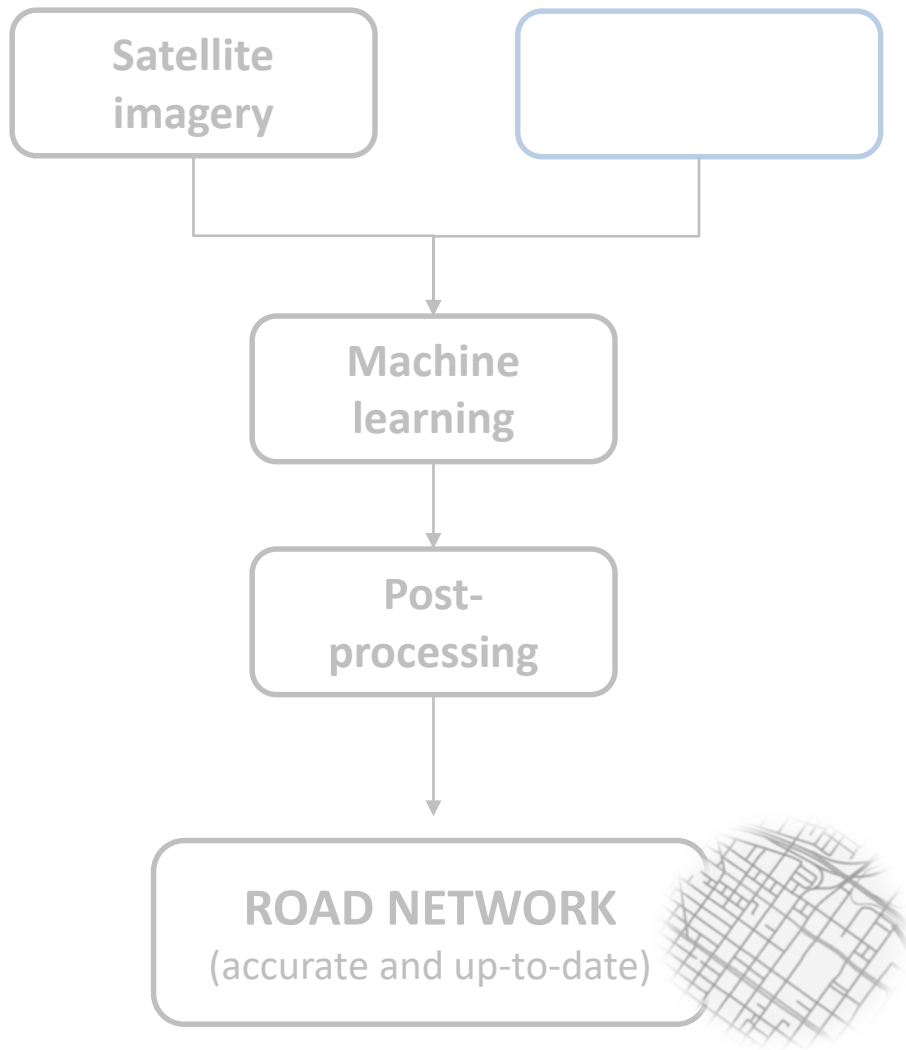 Satellite
imagery
Machine
learning
Post-
processing
ROAD NETWORK
(accurate and up-to-date)